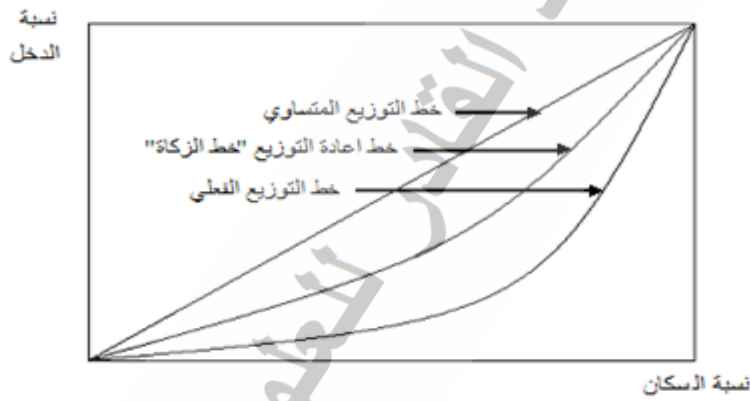 نسبة
الدخل
خط التوزيع المتساوي
خط اعادة التوزيع "خط الزكاة"
خط التوزيع الفعلي
نسبة السكان